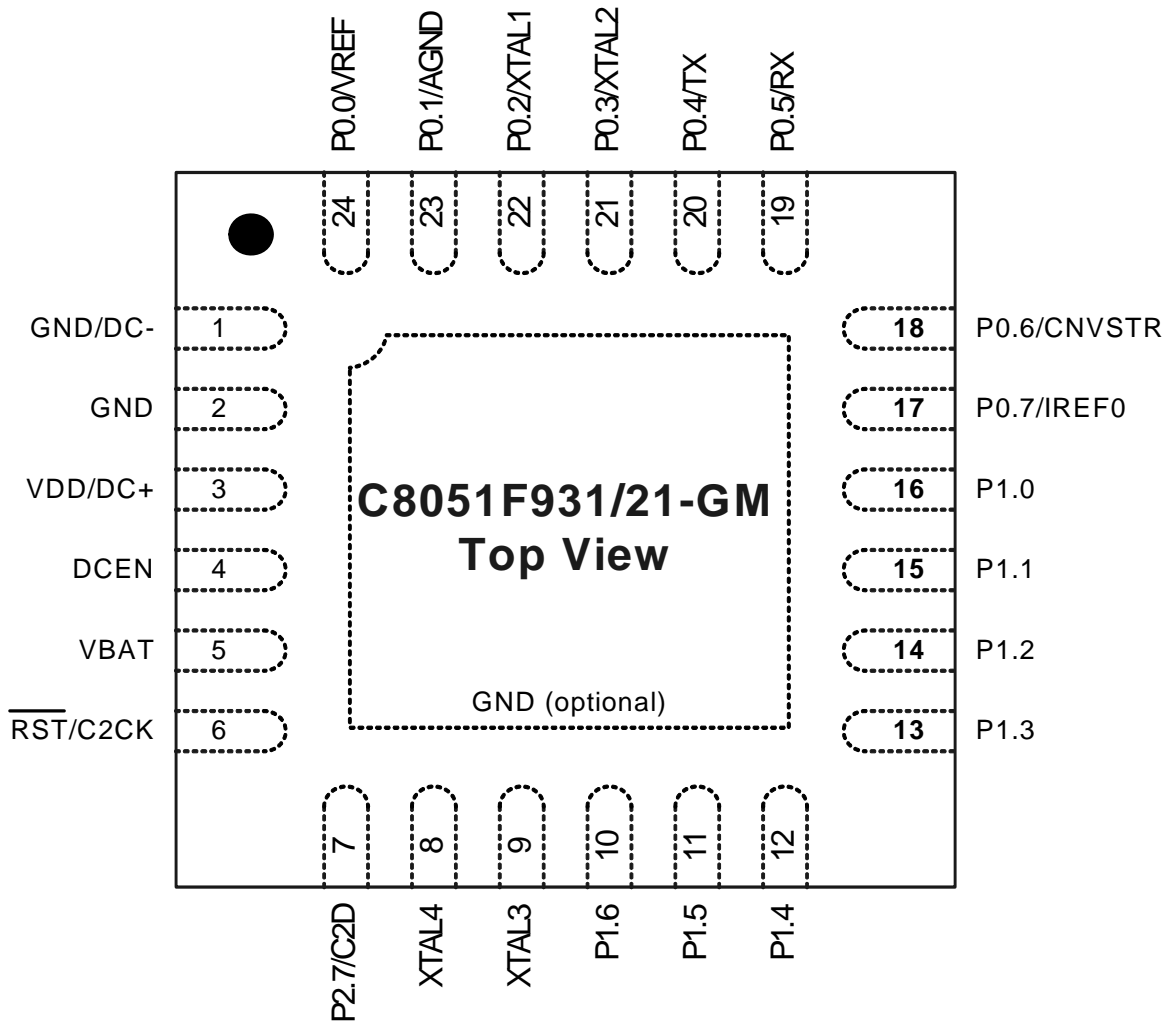 P0.0/VREF
P0.1/AGND
P0.2/XTAL1
P0.3/XTAL2
P0.4/TX
P0.5/RX
24
23
22
21
20
19
GND/DC-
1
18
P0.6/CNVSTR
GND
2
17
P0.7/IREF0
VDD/DC+
3
16
P1.0
C8051F931/21-GM
Top View
DCEN
4
15
P1.1
VBAT
5
14
P1.2
GND (optional)
RST/C2CK
6
13
P1.3
7
8
9
10
11
12
P2.7/C2D
XTAL4
XTAL3
P1.6
P1.5
P1.4